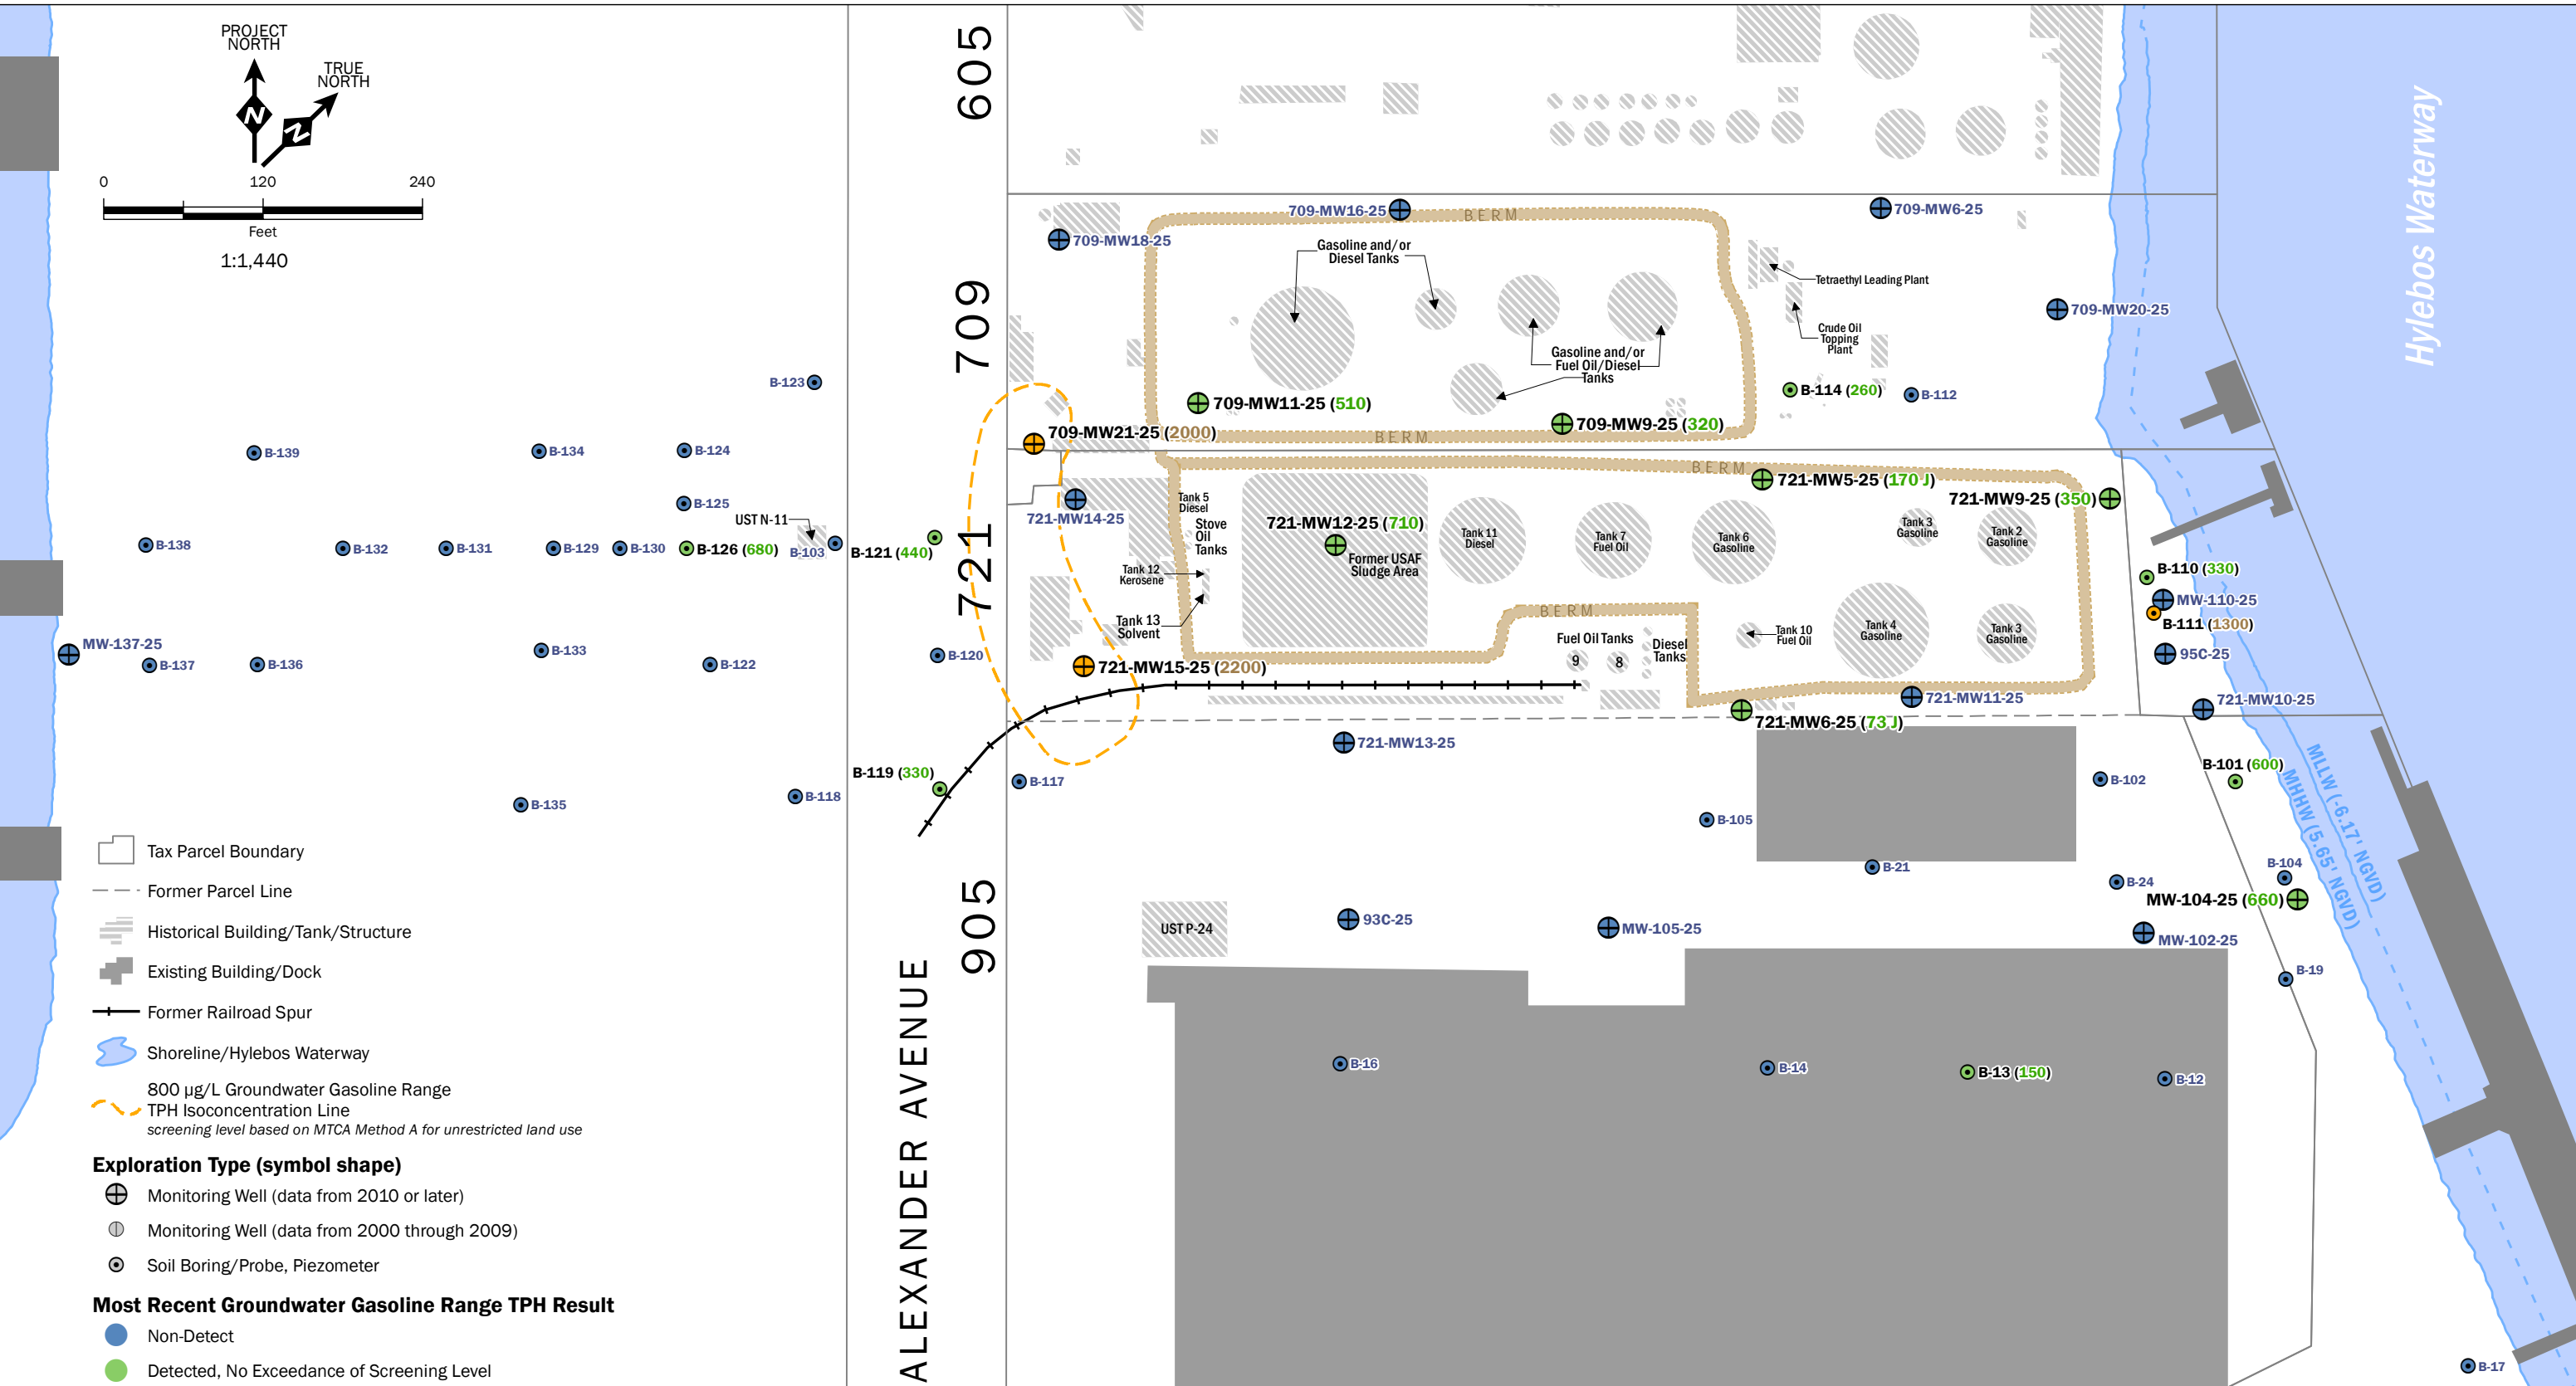 PROJECT
NORTH
TRUE
NORTH
N
N
0 120 240
Feet
1:1,440
605
709
721
905
ALEXANDER AVENUE
Hylebos Waterway
709-MW16-25
BERM
709-MW6-25
709-MW18-25
Gasoline and/or
Diesel Tanks
Tetraethyl Leading Plant
709-MW20-25
Crude Oil
Topping
Plant
Gasoline and/or
Fuel Oil/Diesel
Tanks
B-123
B-114 (260)
B-112
709-MW11-25 (510)
709-MW9-25 (320)
709-MW21-25 (2000)
BERM
B-139
B-134
B-124
BERM
721-MW5-25 (170 J)
721-MW9-25 (350)
B-125
UST N-11
721-MW14-25
Tank 5
Diesel
Stove
Oil
Tanks
721-MW12-25 (710)
Former USAF
Sludge Area
Tank 11
Diesel
Tank 7
Fuel Oil
Tank 6
Gasoline
Tank 3
Gasoline
Tank 2
Gasoline
B-138
B-132
B-131
B-129
B-130
B-126 (680)
B-103
B-121 (440)
Tank 12
Kerosene
B-110 (330)
MW-110-25
B-111 (1300)
BERM
Tank 13
Solvent
Fuel Oil Tanks
9 8
Diesel
Tanks
Tank 10
Fuel Oil
Tank 4
Gasoline
Tank 3
Gasoline
95C-25
MW-137-25
B-137
B-136
B-133
B-122
B-120
721-MW15-25 (2200)
721-MW11-25
721-MW10-25
721-MW6-25 (73 J)
721-MW13-25
B-119 (330)
B-117
B-102
B-101 (600)
MLLW (-6.17' NGVD)
MHHW (5.65' NGVD)
B-135
B-118
B-105
B-21
B-24
B-104
MW-104-25 (660)
UST P-24
93C-25
MW-105-25
MW-102-25
B-19
B-16
B-14
B-13 (150)
B-12
B-17
Tax Parcel Boundary
Former Parcel Line
Historical Building/Tank/Structure
Existing Building/Dock
Former Railroad Spur
Shoreline/Hylebos Waterway
800 µg/L Groundwater Gasoline Range
TPH Isoconcentration Line
screening level based on MTCA Method A for unrestricted land use
Exploration Type (symbol shape)
Monitoring Well (data from 2010 or later)
Monitoring Well (data from 2000 through 2009)
Soil Boring/Probe, Piezometer
Most Recent Groundwater Gasoline Range TPH Result
Non-Detect
Detected, No Exceedance of Screening Level